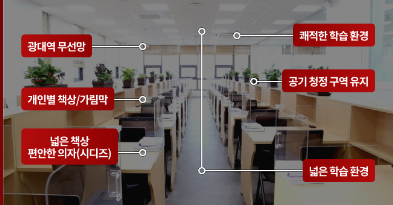 광대역 무선망
쾌적한 학습 환경
공기 청정 구역 유지
개인별 책상/가림막
넓은 책상
편안한 의자(시디즈)
넓은 학습 환경